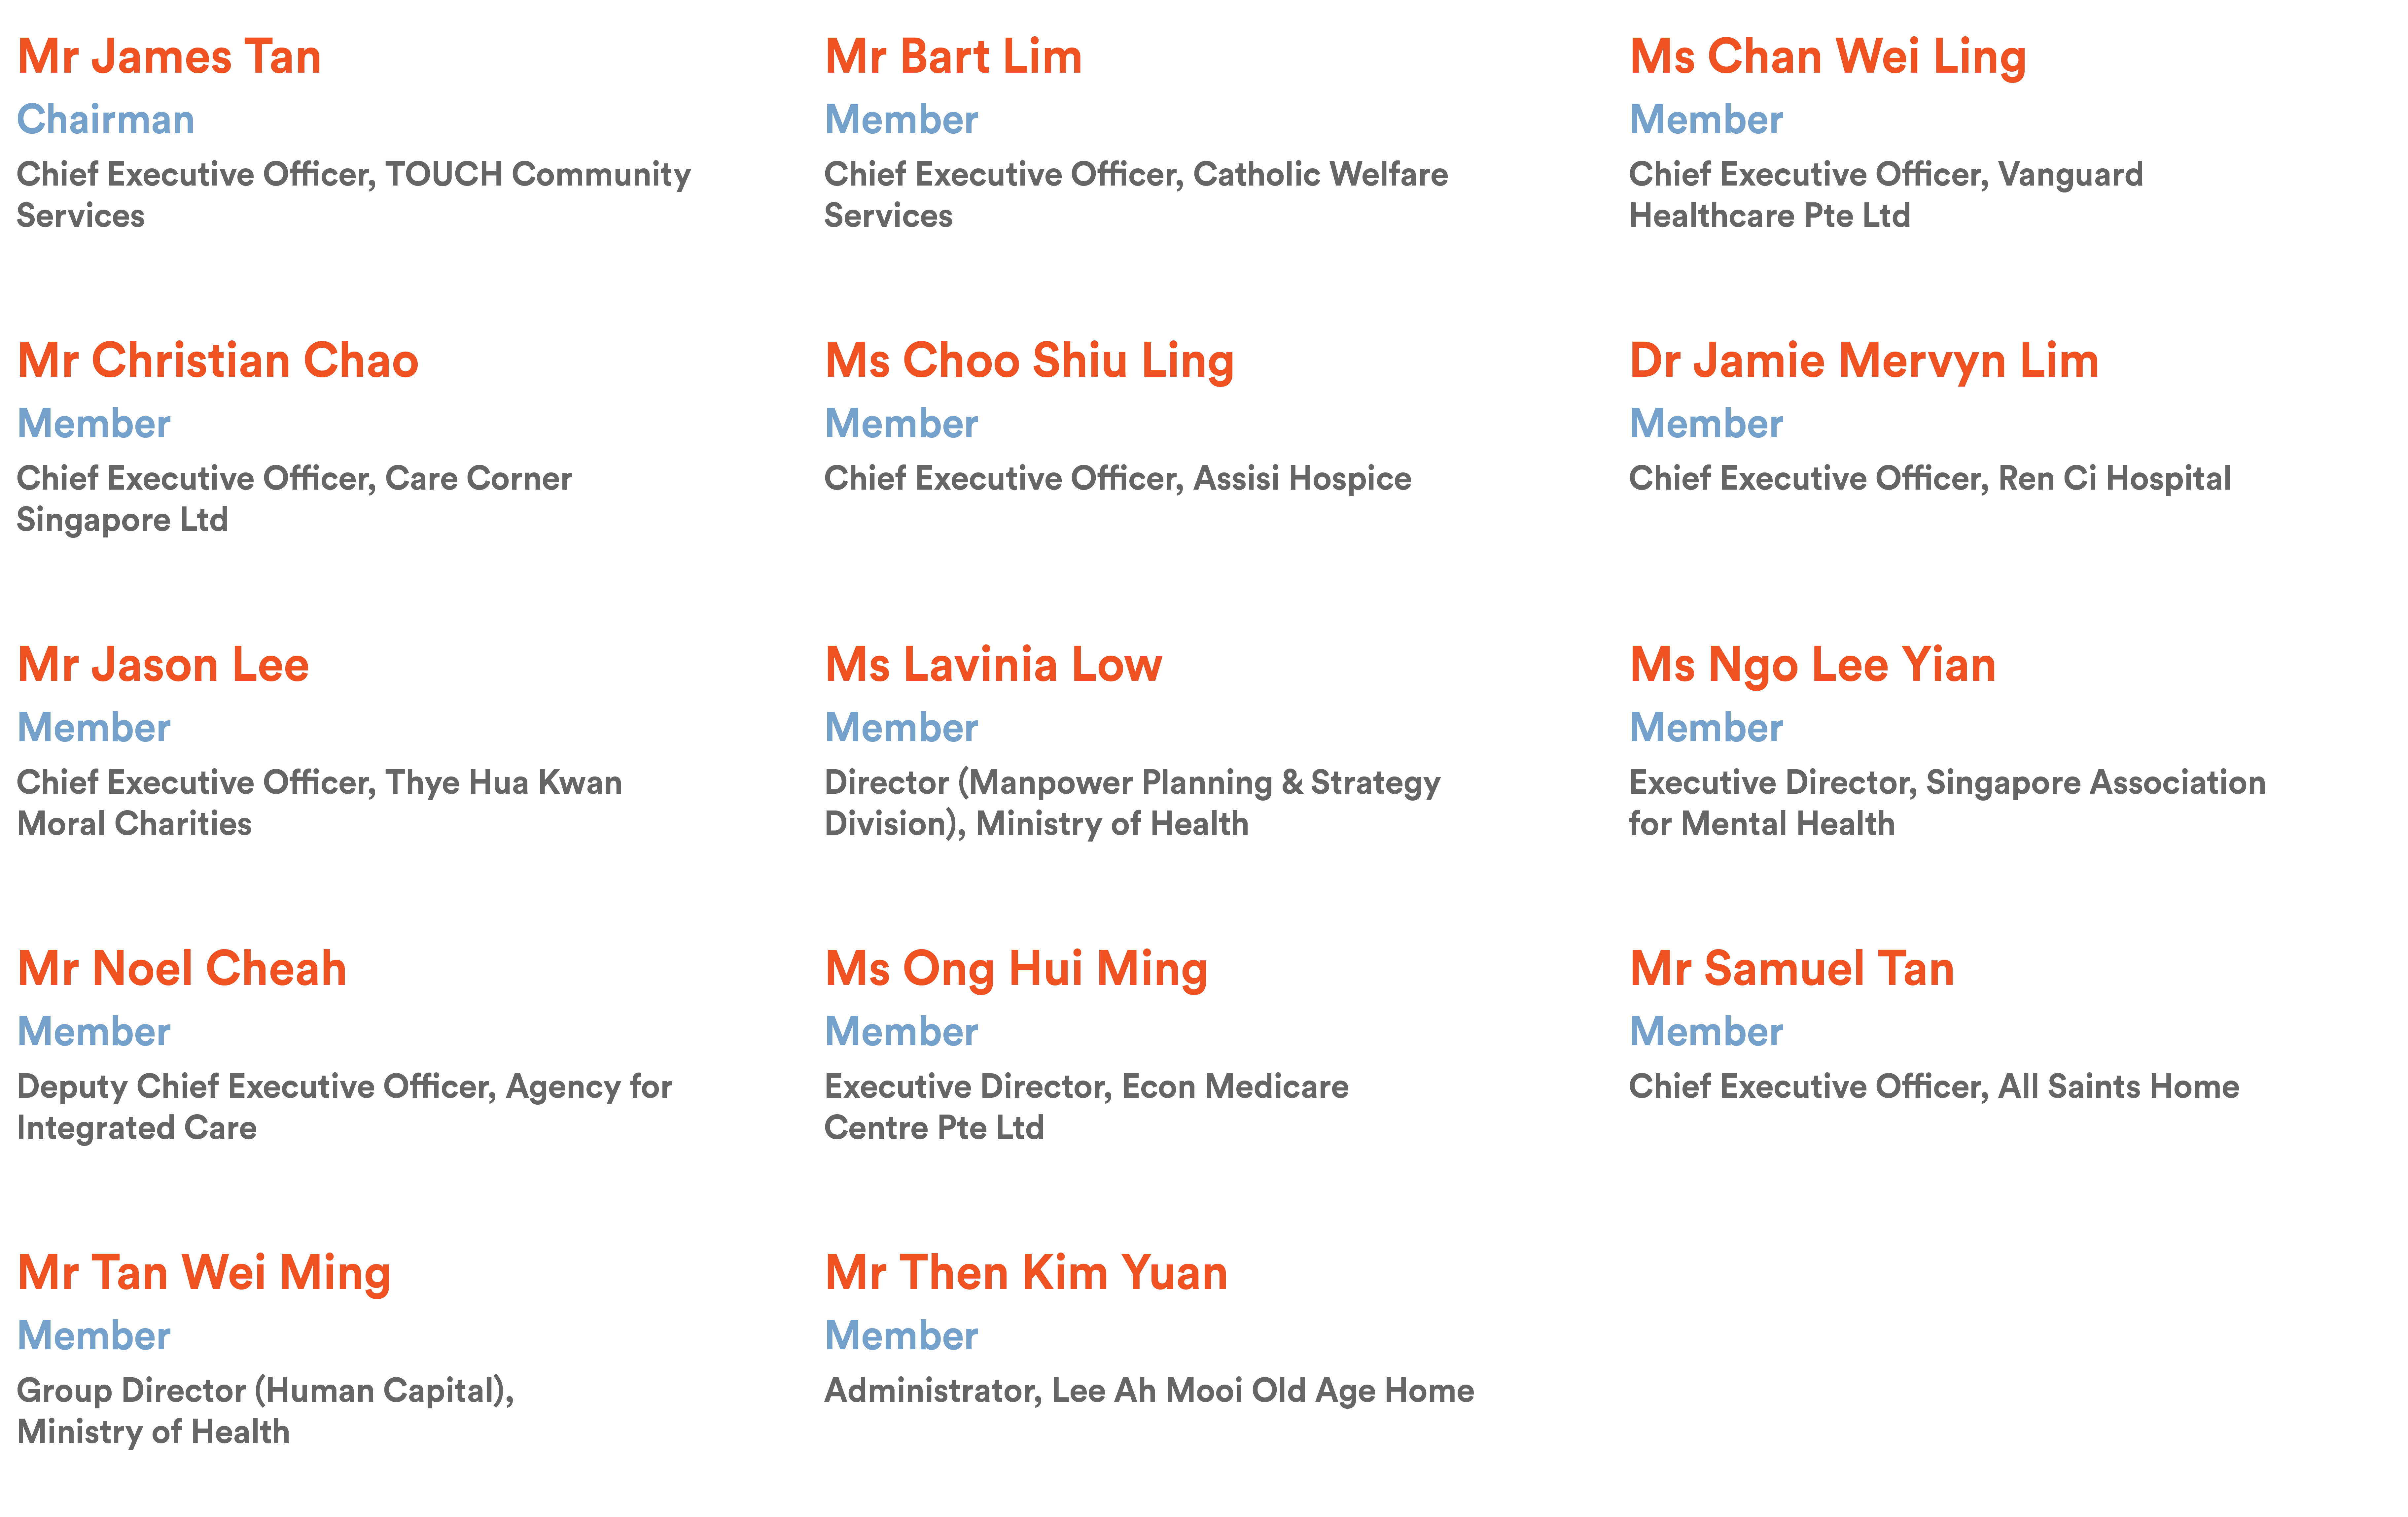 Mr James Tan
Chairman
Chief Executive Officer, TOUCH Community
Services
Mr Bart Lim
Member
Chief Executive Officer, Catholic Welfare
Services
Ms Chan Wei Ling
Member
Chief Executive Officer, Vanguard
Healthcare Pte Ltd
Mr Christian Chao
Member
Chief Executive Officer, Care Corner
Singapore Ltd
Ms Choo Shiu Ling
Member
Chief Executive Officer, Assisi Hospice
Dr Jamie Mervyn Lim
Member
Chief Executive Officer, Ren Ci Hospital
Mr Jason Lee
Member
Chief Executive Officer, Thye Hua Kwan
Moral Charities
Ms Lavinia Low
Member
Director (Manpower Planning & Strategy
Division), Ministry of Health
Ms Ngo Lee Yian
Member
Executive Director, Singapore Association
for Mental Health
Mr Noel Cheah
Member
Deputy Chief Executive Officer, Agency for
Integrated Care
Ms Ong Hui Ming
Member
Executive Director, Econ Medicare
Centre Pte Ltd
Mr Samuel Tan
Member
Chief Executive Officer, All Saints Home
Mr Tan Wei Ming
Member
Group Director (Human Capital),
Ministry of Health
Mr Then Kim Yuan
Member
Administrator, Lee Ah Mooi Old Age Home